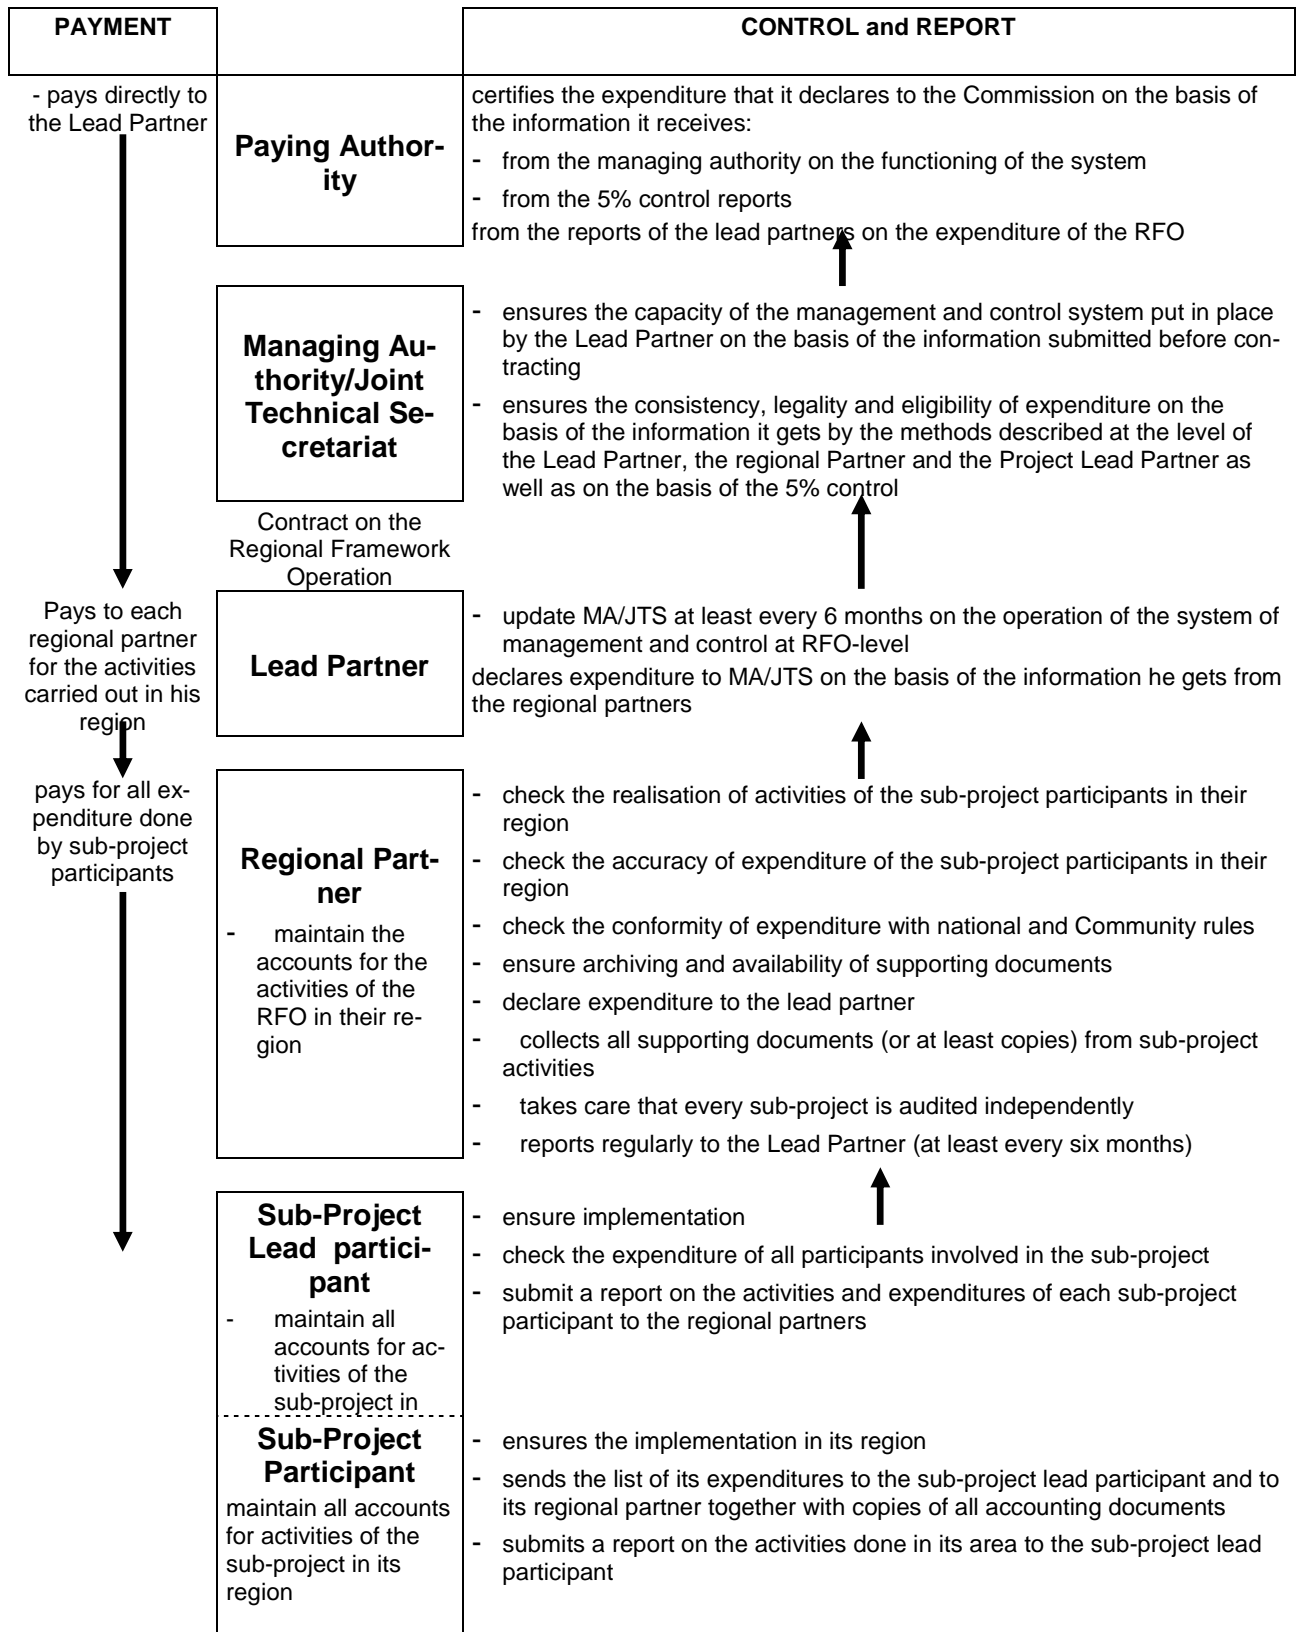 PAYMENT
CONTROL and REPORT
- pays directly to
the Lead Partner
Paying Author-
ity
certifies the expenditure that it declares to the Commission on the basis of
the information it receives:
- from the managing authority on the functioning of the system
- from the 5% control reports
from the reports of the lead partners on the expenditure of the RFO
Managing Au-
thority/Joint
Technical Se-
cretariat
- ensures the capacity of the management and control system put in place
by the Lead Partner on the basis of the information submitted before con-
tracting
- ensures the consistency, legality and eligibility of expenditure on the
basis of the information it gets by the methods described at the level of
the Lead Partner, the regional Partner and the Project Lead Partner as
well as on the basis of the 5% control
Contract on the
Regional Framework
Operation
Pays to each
regional partner
for the activities
carried out in his
region
Lead Partner
- update MA/JTS at least every 6 months on the operation of the system of
management and control at RFO-level
declares expenditure to MA/JTS on the basis of the information he gets from
the regional partners
pays for all ex-
penditure done
by sub-project
participants
Regional Part-
ner
- maintain the
accounts for the
activities of the
RFO in their re-
gion
- check the realisation of activities of the sub-project participants in their
region
- check the accuracy of expenditure of the sub-project participants in their
region
- check the conformity of expenditure with national and Community rules
- ensure archiving and availability of supporting documents
- declare expenditure to the lead partner
- collects all supporting documents (or at least copies) from sub-project
activities
- takes care that every sub-project is audited independently
- reports regularly to the Lead Partner (at least every six months)
Sub-Project
Lead partici-
pant
- maintain all
accounts for ac-
tivities of the
sub-project in
- ensure implementation
- check the expenditure of all participants involved in the sub-project
- submit a report on the activities and expenditures of each sub-project
participant to the regional partners
Sub-Project
Participant
maintain all accounts
for activities of the
sub-project in its
region
- ensures the implementation in its region
- sends the list of its expenditures to the sub-project lead participant and to
its regional partner together with copies of all accounting documents
- submits a report on the activities done in its area to the sub-project lead
participant